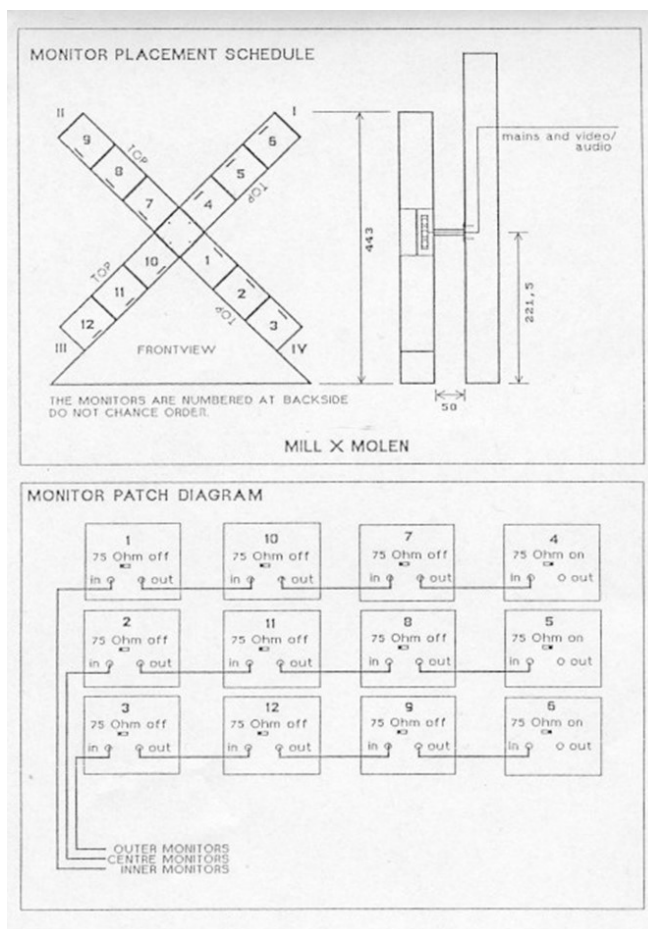 MONITOR PLACEMENT SCHEDULE
II
I
9
8
7
TOP
6
5
4
TOP
mains and video/
audio
443
221,5
50
TOP
10
11
12
1
2
3
TOP
III
FRONTVIEW
IV
THE MONITORS ARE NUMBERED AT BACKSIDE
DO NOT CHANCE ORDER.
MILL X MOLEN
MONITOR PATCH DIAGRAM
1
75 Ohm off
in out
10
75 Ohm off
in out
7
75 Ohm off
in out
4
75 Ohm on
in out
2
75 Ohm off
in out
11
75 Ohm off
in out
8
75 Ohm off
in out
5
75 Ohm on
in out
3
75 Ohm off
in out
12
75 Ohm off
in out
9
75 Ohm off
in out
6
75 Ohm on
in out
OUTER MONITORS
CENTRE MONITORS
INNER MONITORS